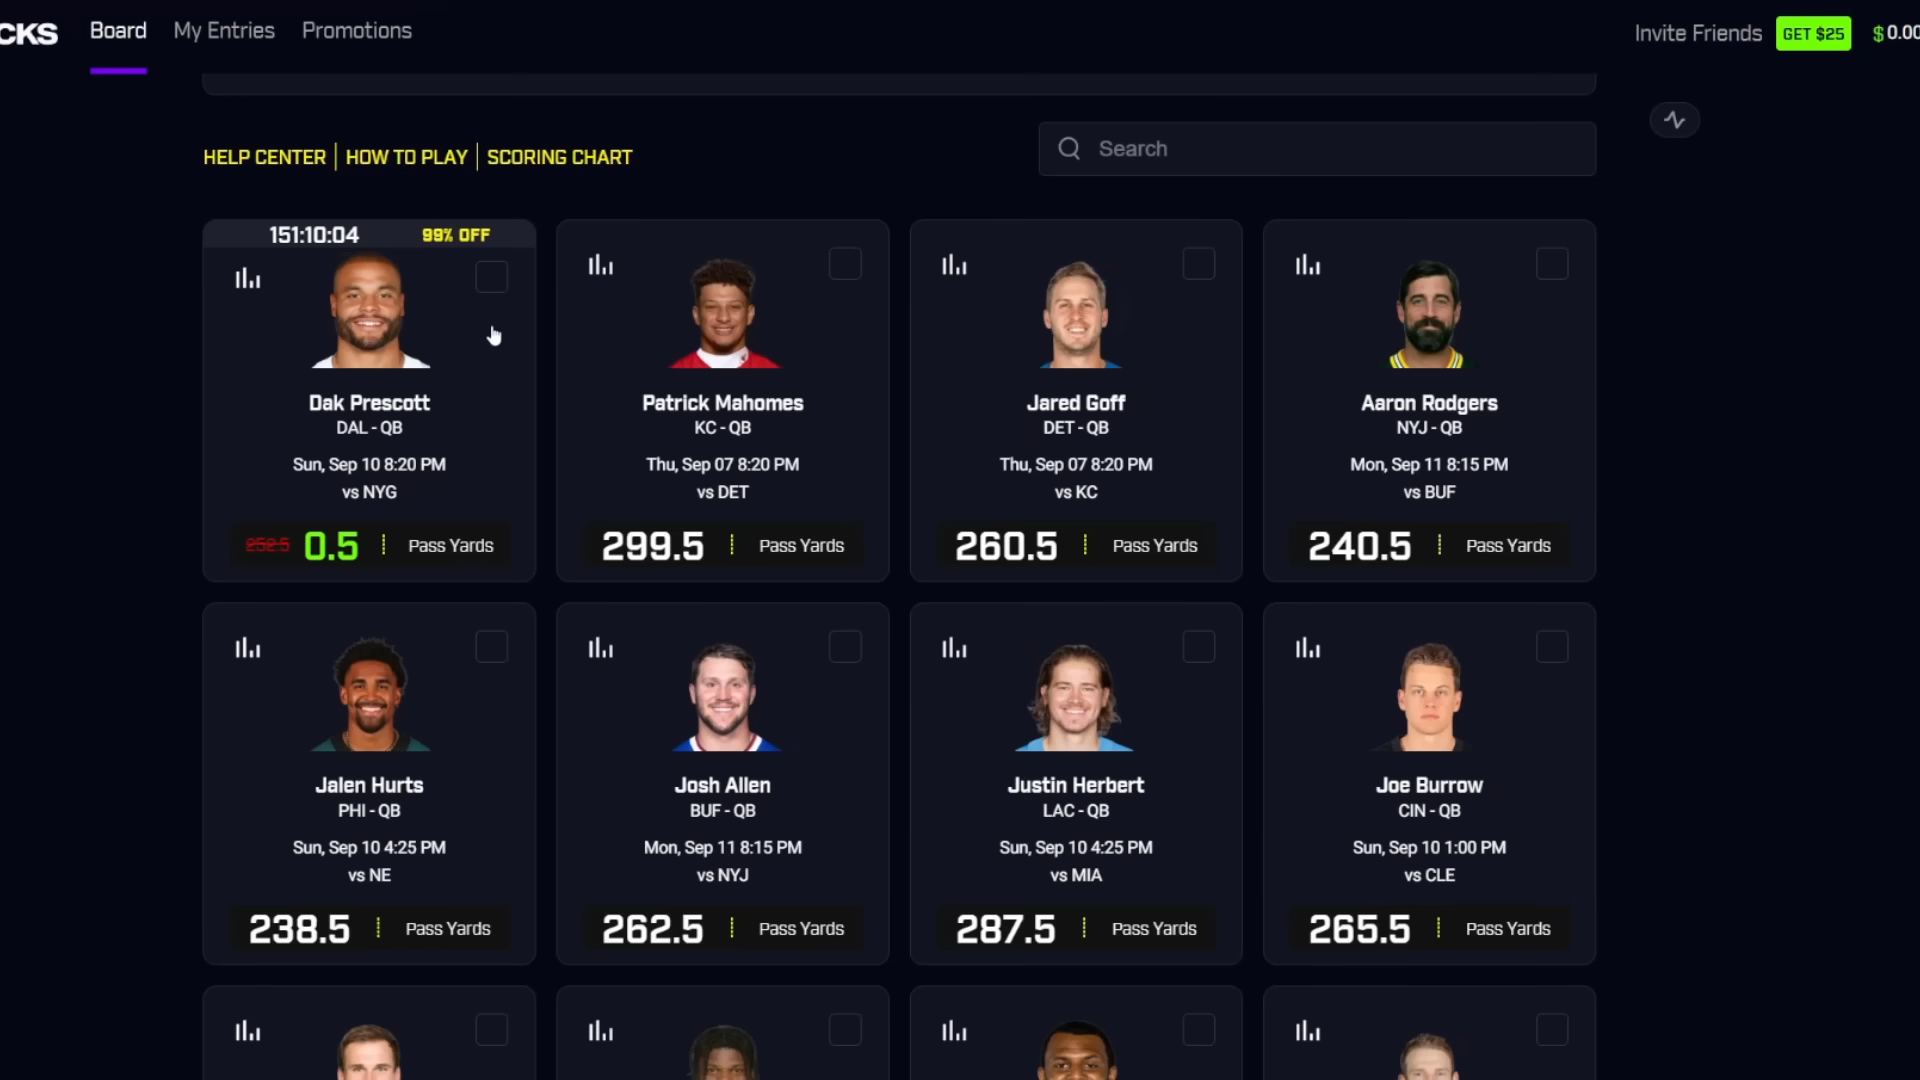 CKS Board My Entries Promotions Invite Friends GET $25 $0.00
HELP CENTER | HOW TO PLAY | SCORING CHART
Search
151:10:04 99% OFF
Dak Prescott
DAL - QB
Sun, Sep 10 8:20 PM
vs NYG
252.5 0.5 Pass Yards
Patrick Mahomes
KC - QB
Thu, Sep 07 8:20 PM
vs DET
299.5 Pass Yards
Jared Goff
DET - QB
Thu, Sep 07 8:20 PM
vs KC
260.5 Pass Yards
Aaron Rodgers
NYJ - QB
Mon, Sep 11 8:15 PM
vs BUF
240.5 Pass Yards
Jalen Hurts
PHI - QB
Sun, Sep 10 4:25 PM
vs NE
238.5 Pass Yards
Josh Allen
BUF - QB
Mon, Sep 11 8:15 PM
vs NYJ
262.5 Pass Yards
Justin Herbert
LAC - QB
Sun, Sep 10 4:25 PM
vs MIA
287.5 Pass Yards
Joe Burrow
CIN - QB
Sun, Sep 10 1:00 PM
vs CLE
265.5 Pass Yards